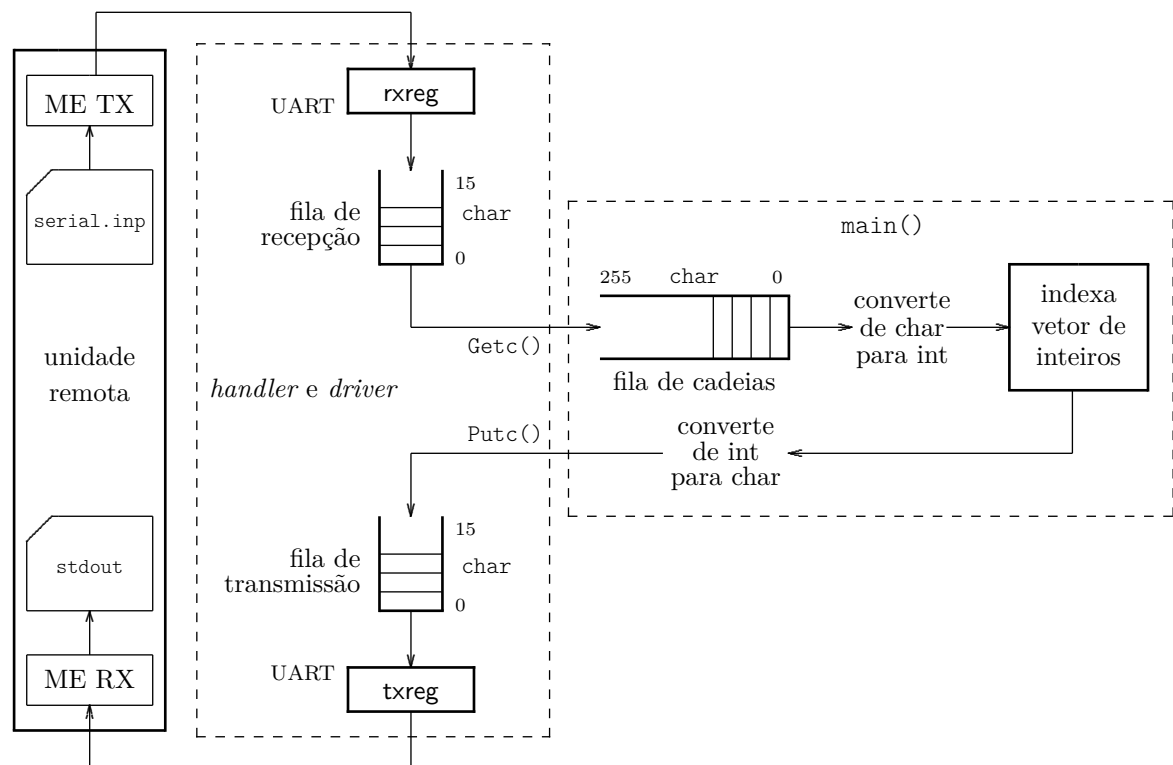 ME TX
serial.inp
unidade
remota
stdout
ME RX
UART
rxreg
fila de
recepção
15
char
0
Getc()
handler e driver
Putc()
fila de
transmissão
15
char
0
UART
txreg
main()
255 char 0
fila de cadeias
converte
de char
para int
indexa
vetor de
inteiros
converte
de int
para char